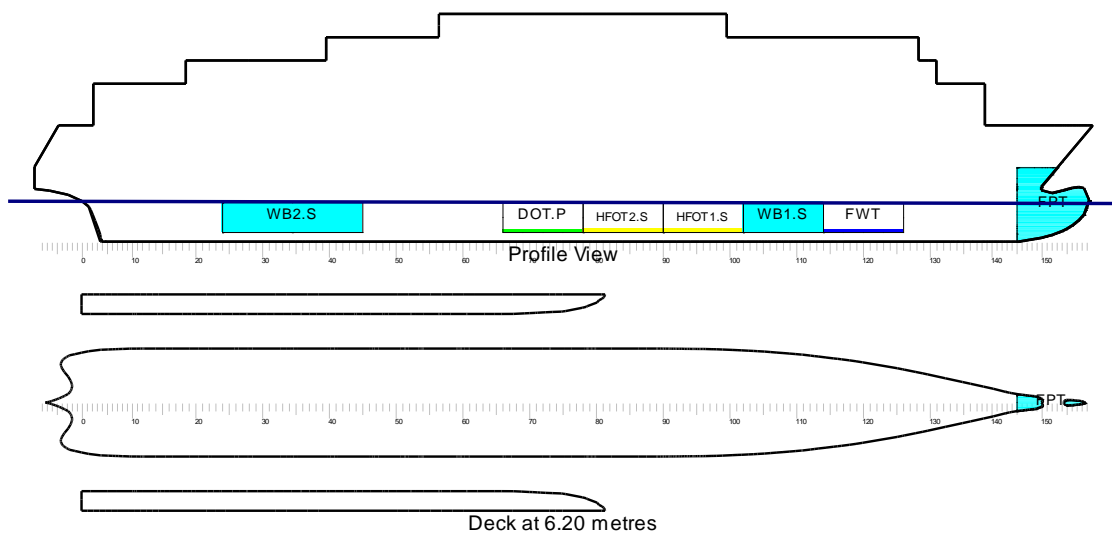 FPT
WB2.S DOT.P HFOT2.S HFOT1.S WB1.S FWT
0 10 20 30 40 50 60 70 80 90 100 110 120 130 140 150
Profile View
0 10 20 30 40 50 60 70 80 90 100 110 120 130 140 150
FPT
Deck at 6.20 metres